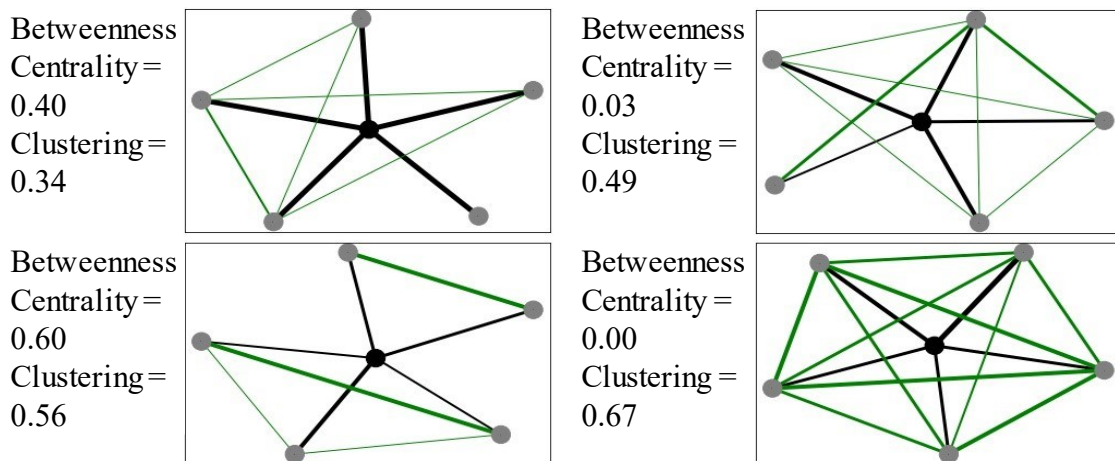 Betweenness
Centrality =
0.40
Clustering =
0.34
Betweenness
Centrality =
0.03
Clustering =
0.49
Betweenness
Centrality =
0.60
Clustering =
0.56
Betweenness
Centrality =
0.00
Clustering =
0.67